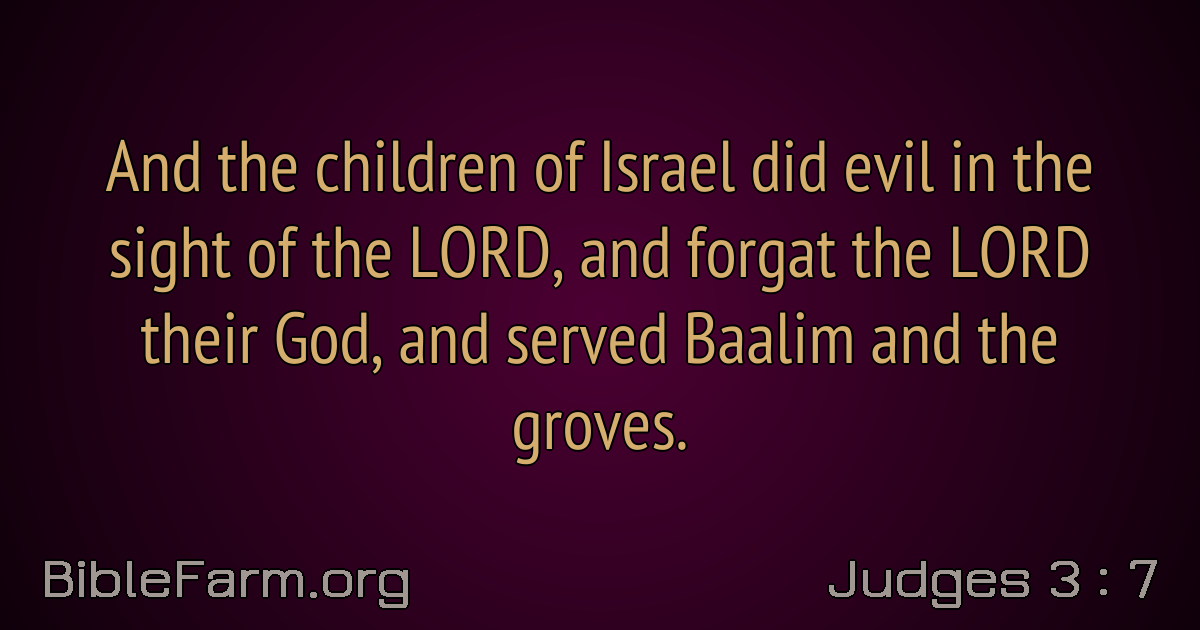 And the children of Israel did evil in the
sight of the LORD, and forgat the LORD
their God, and served Baalim and the
groves.
BibleFarm.org
Judges 3 : 7